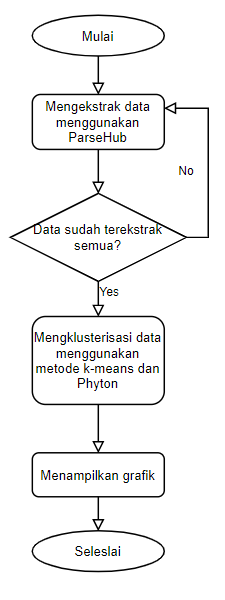 Mulai
Mengekstrak data
menggunakan
ParseHub
No
Data sudah terekstrak
semua?
Yes
Mengklusterisasi data
menggunakan
metode k-means dan
Phyton
Menampilkan grafik
Seleslai